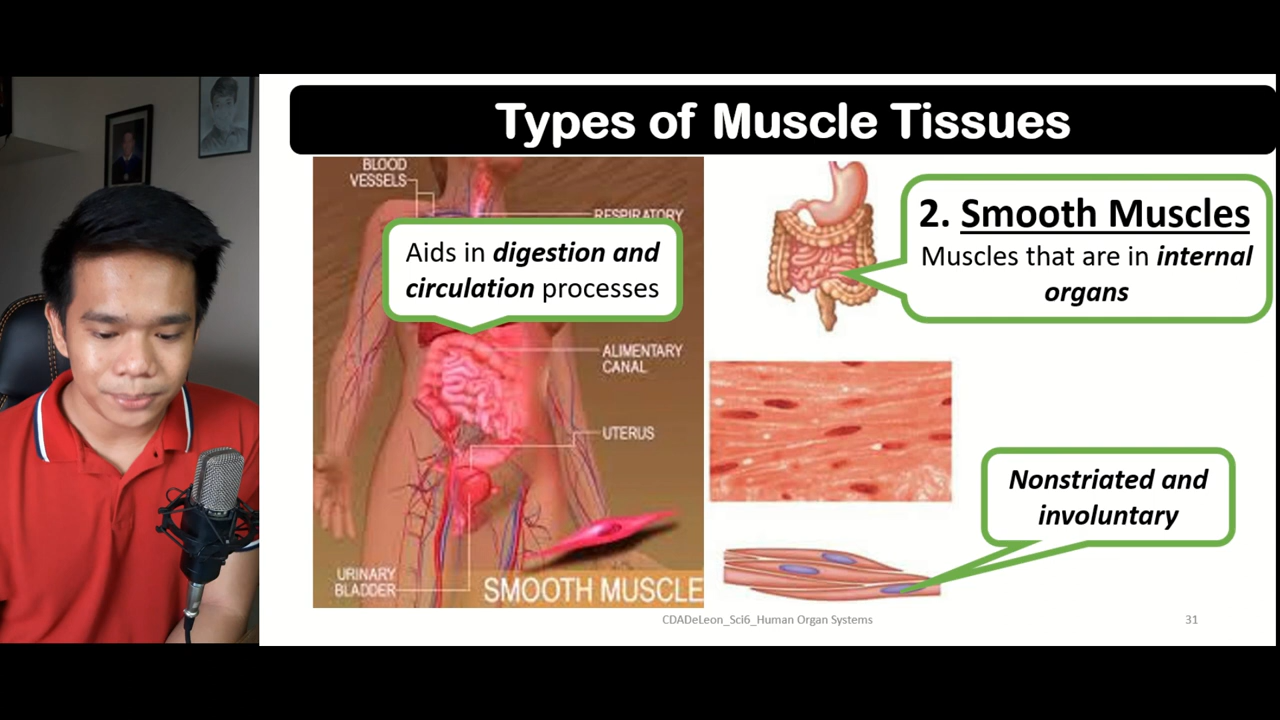 Types of Muscle Tissues
BLOOD
VESSELS
RESPIRATORY
Aids in digestion and
circulation processes
ALIMENTARY
CANAL
UTERUS
URINARY
BLADDER
SMOOTH MUSCLE
2. Smooth Muscles
Muscles that are in internal
organs
Nonstriated and
involuntary
CDADeLeon_Sci6_Human Organ Systems
31